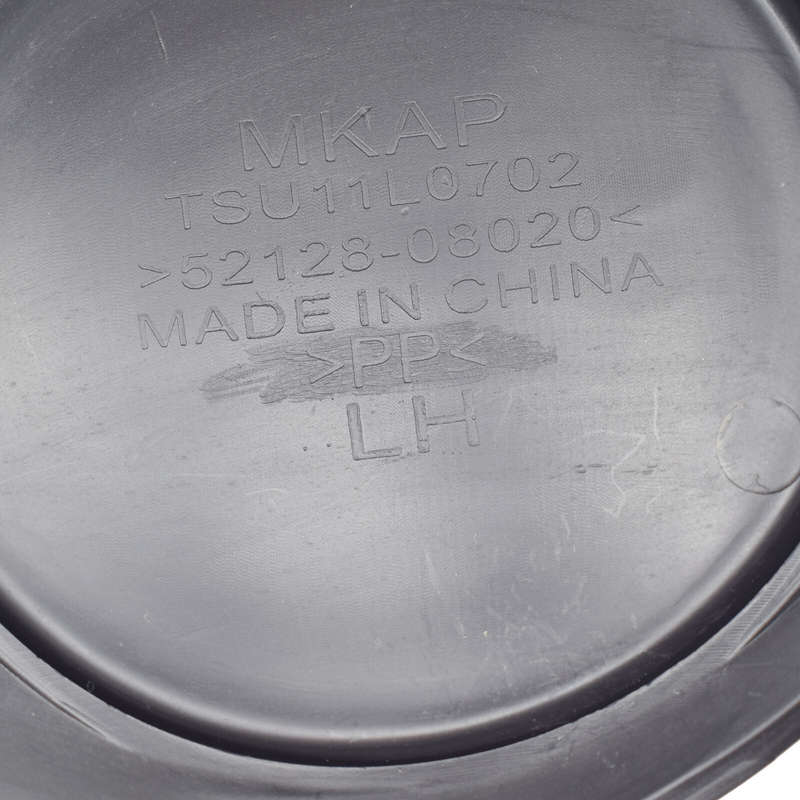 MKAP
TSU11L0702
>52128-08020<
MADE IN CHINA
>PP<
LH